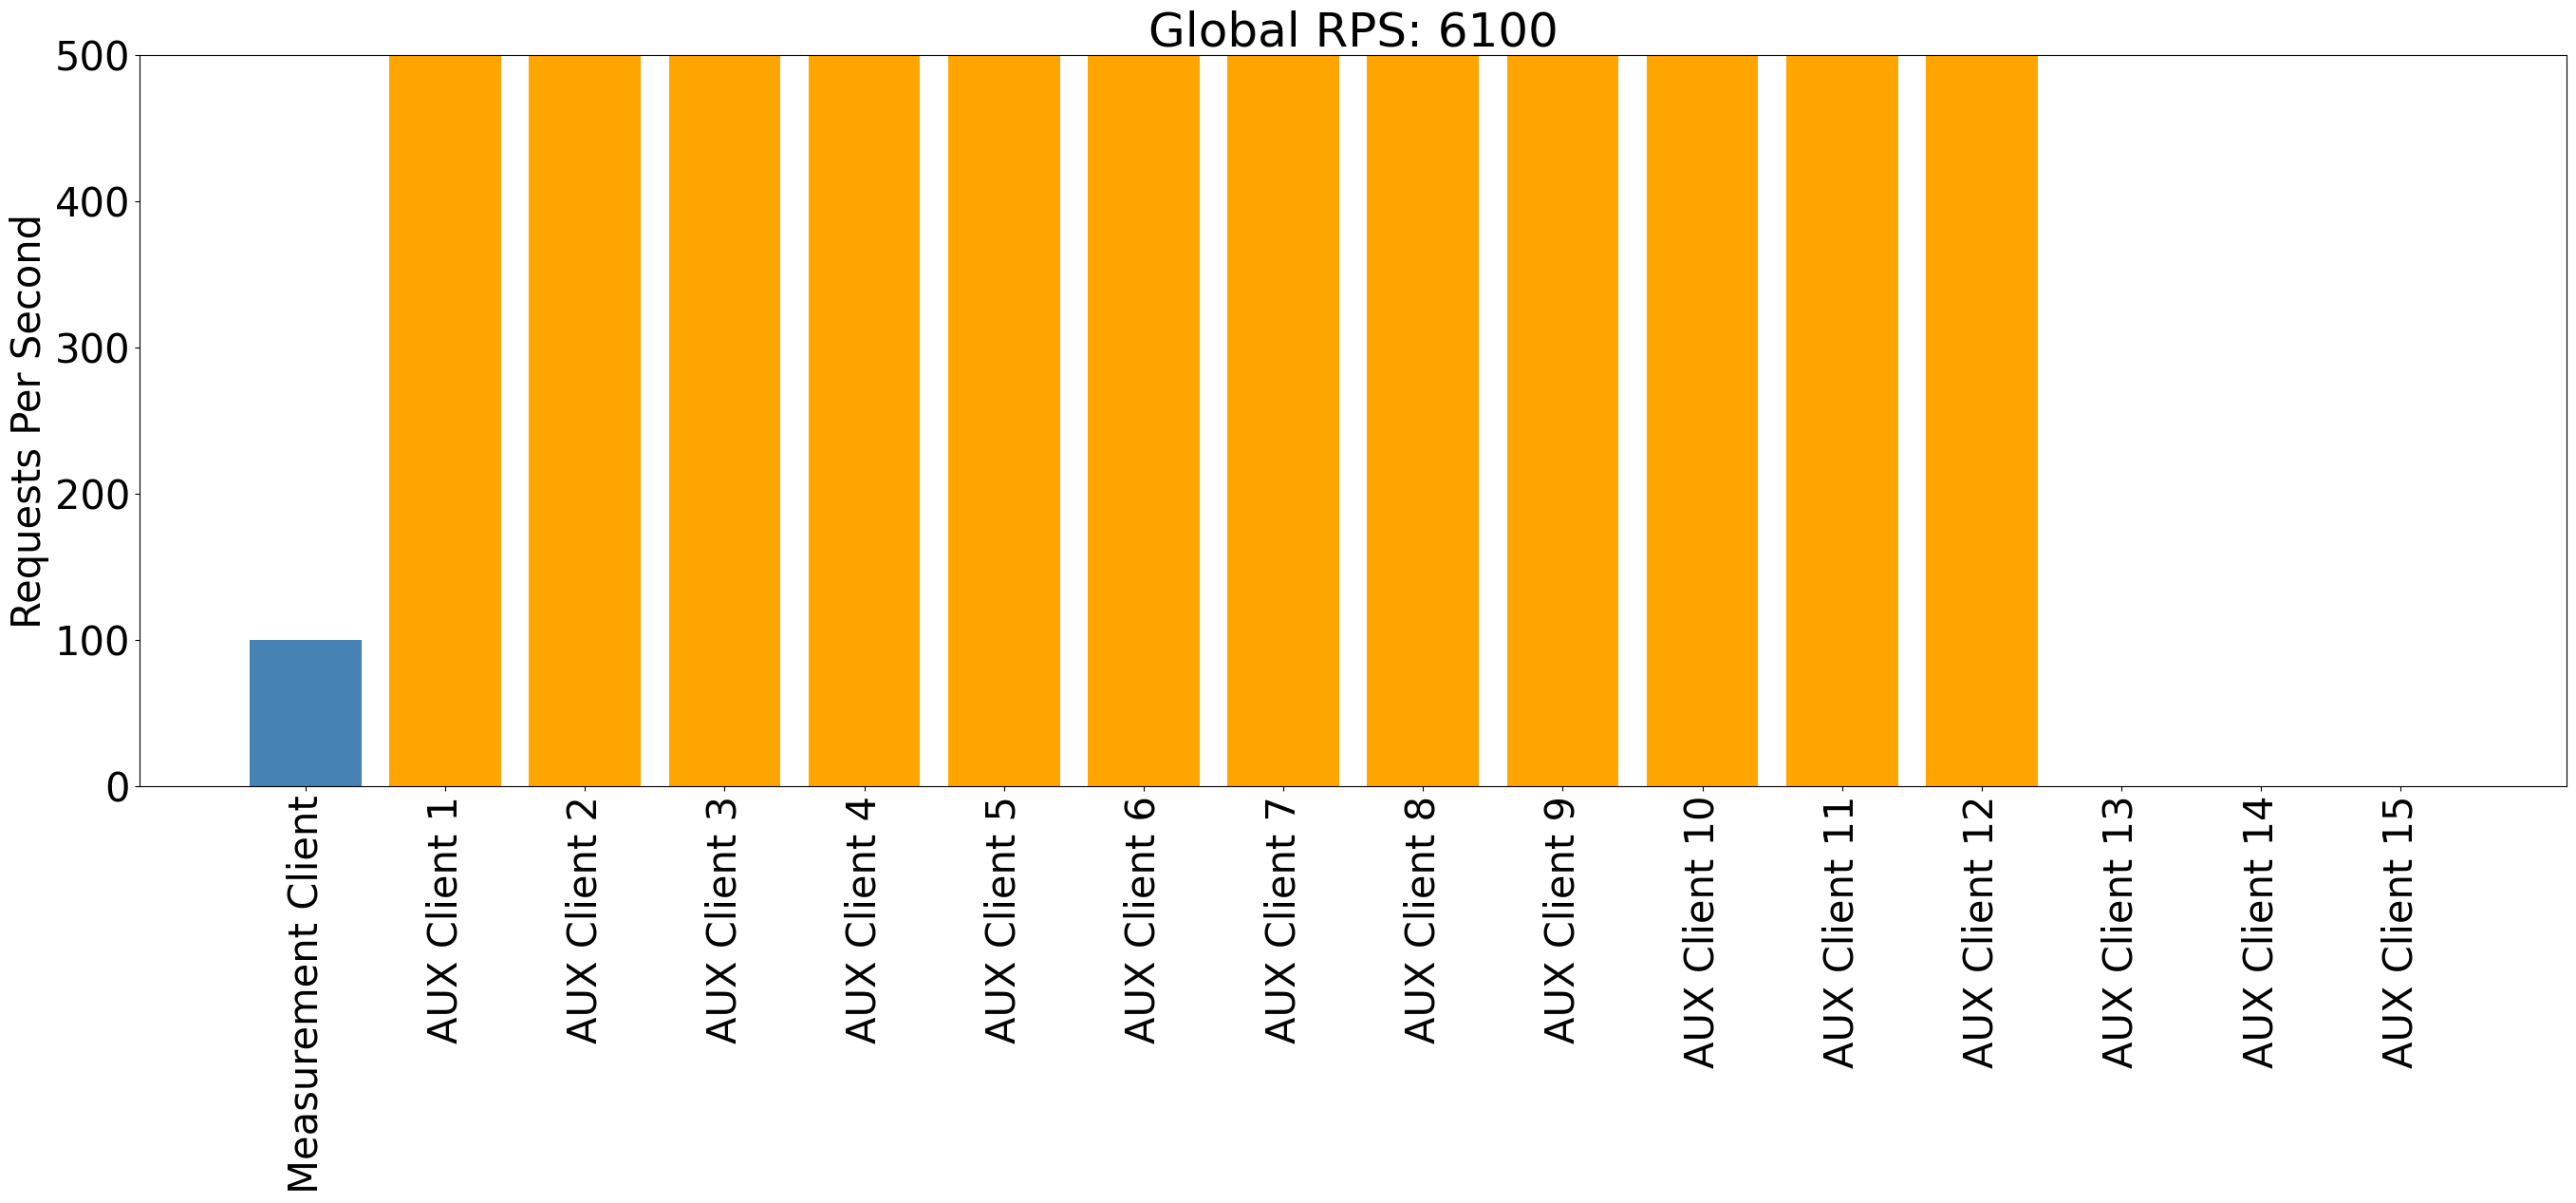 Global RPS: 6100
Requests Per Second
500
400
300
200
100
0
Measurement Client
AUX Client 1
AUX Client 2
AUX Client 3
AUX Client 4
AUX Client 5
AUX Client 6
AUX Client 7
AUX Client 8
AUX Client 9
AUX Client 10
AUX Client 11
AUX Client 12
AUX Client 13
AUX Client 14
AUX Client 15